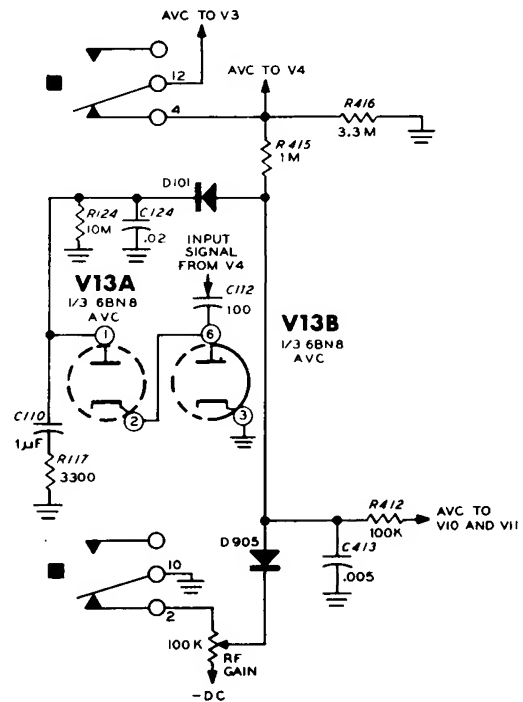 AVC TO V3
12
AVC TO V4
4
R416
3.3M
R415
1M
D101
R124
10M
C124
.02
INPUT
SIGNAL
FROM V4
V13A
1/3 6BN8
AVC
C112
100
V13B
1/3 6BN8
AVC
1
6
2
3
C110
1µF
R117
3300
R412
100K
AVC TO
V10 AND V11
D905
C413
.005
10
2
100K
RF
GAIN
-DC